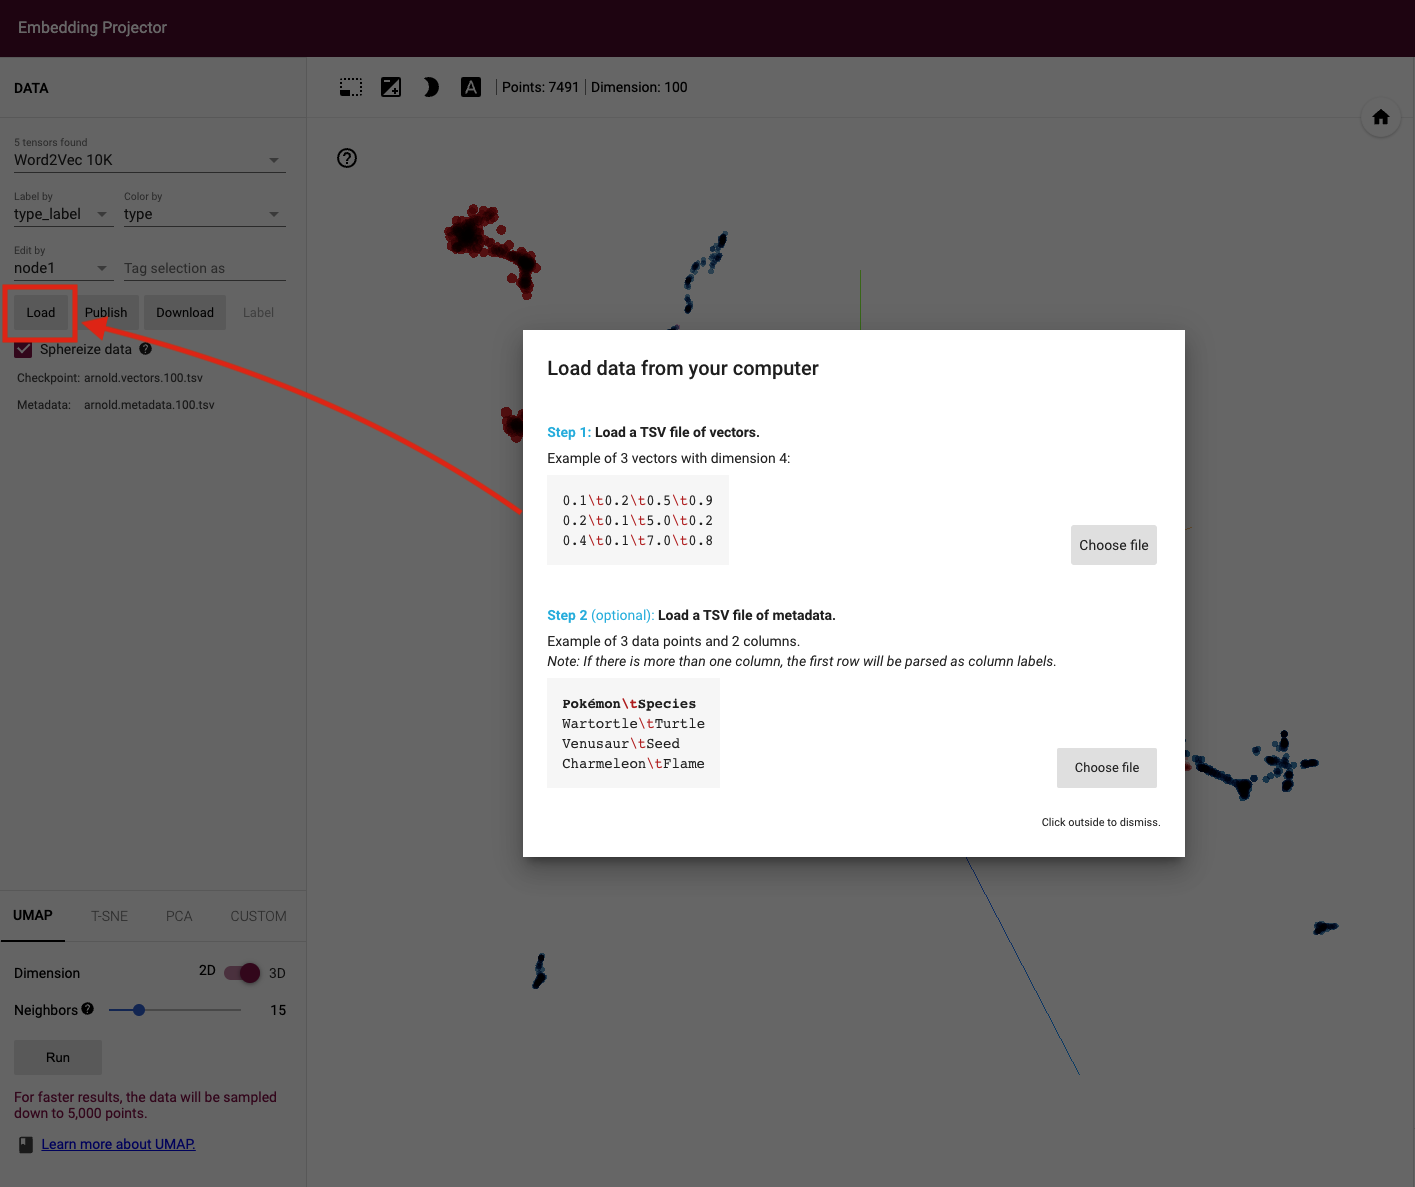 Embedding Projector
DATA
Points: 7491 | Dimension: 100
5 tensors found
Word2Vec 10K
Label by
Color by
type_label
type
Edit by
node1
Tag selection as
Load
Publish
Download
Label
Sphereize data
Checkpoint: arnold.vectors.100.tsv
Metadata: arnold.metadata.100.tsv
Load data from your computer
Step 1: Load a TSV file of vectors.
Example of 3 vectors with dimension 4:
0.1\t0.2\t0.5\t0.9
0.2\t0.1\t5.0\t0.2
0.4\t0.1\t7.0\t0.8
Choose file
Step 2 (optional): Load a TSV file of metadata.
Example of 3 data points and 2 columns.
Note: If there is more than one column, the first row will be parsed as column labels.
Pokémon\tSpecies
Wartortle\tTurtle
Venusaur\tSeed
Charmeleon\tFlame
Choose file
Click outside to dismiss.
UMAP
T-SNE
PCA
CUSTOM
Dimension
2D
3D
Neighbors
15
Run
For faster results, the data will be sampled
down to 5,000 points.
Learn more about UMAP.